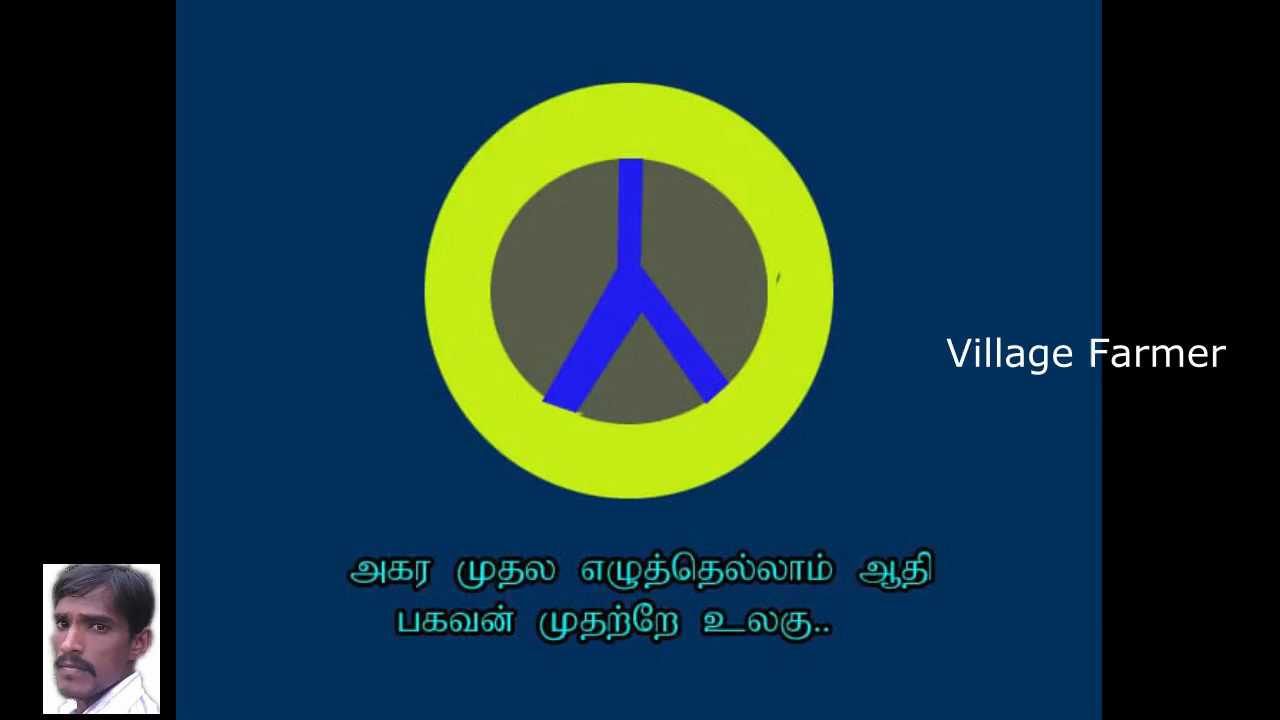 Village Farmer
அகர முதல எழுத்தெல்லாம் ஆதி
பகவன் முதற்றே உலகு..